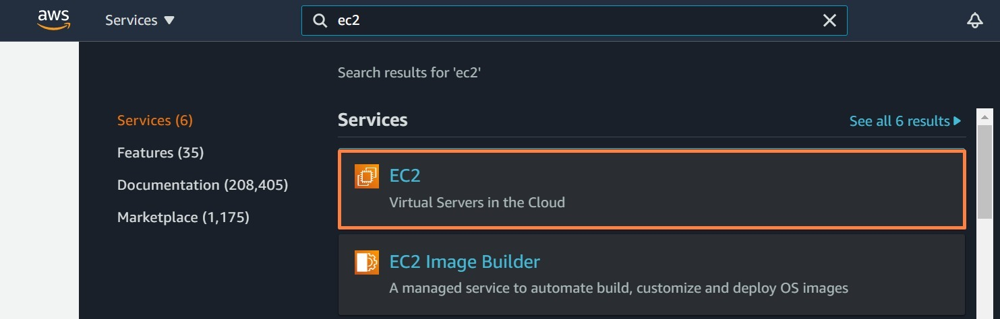 aws
Services
ec2
Search results for 'ec2'
Services (6)
Features (35)
Documentation (208,405)
Marketplace (1,175)
Services
See all 6 results
EC2
Virtual Servers in the Cloud
EC2 Image Builder
A managed service to automate build, customize and deploy OS images